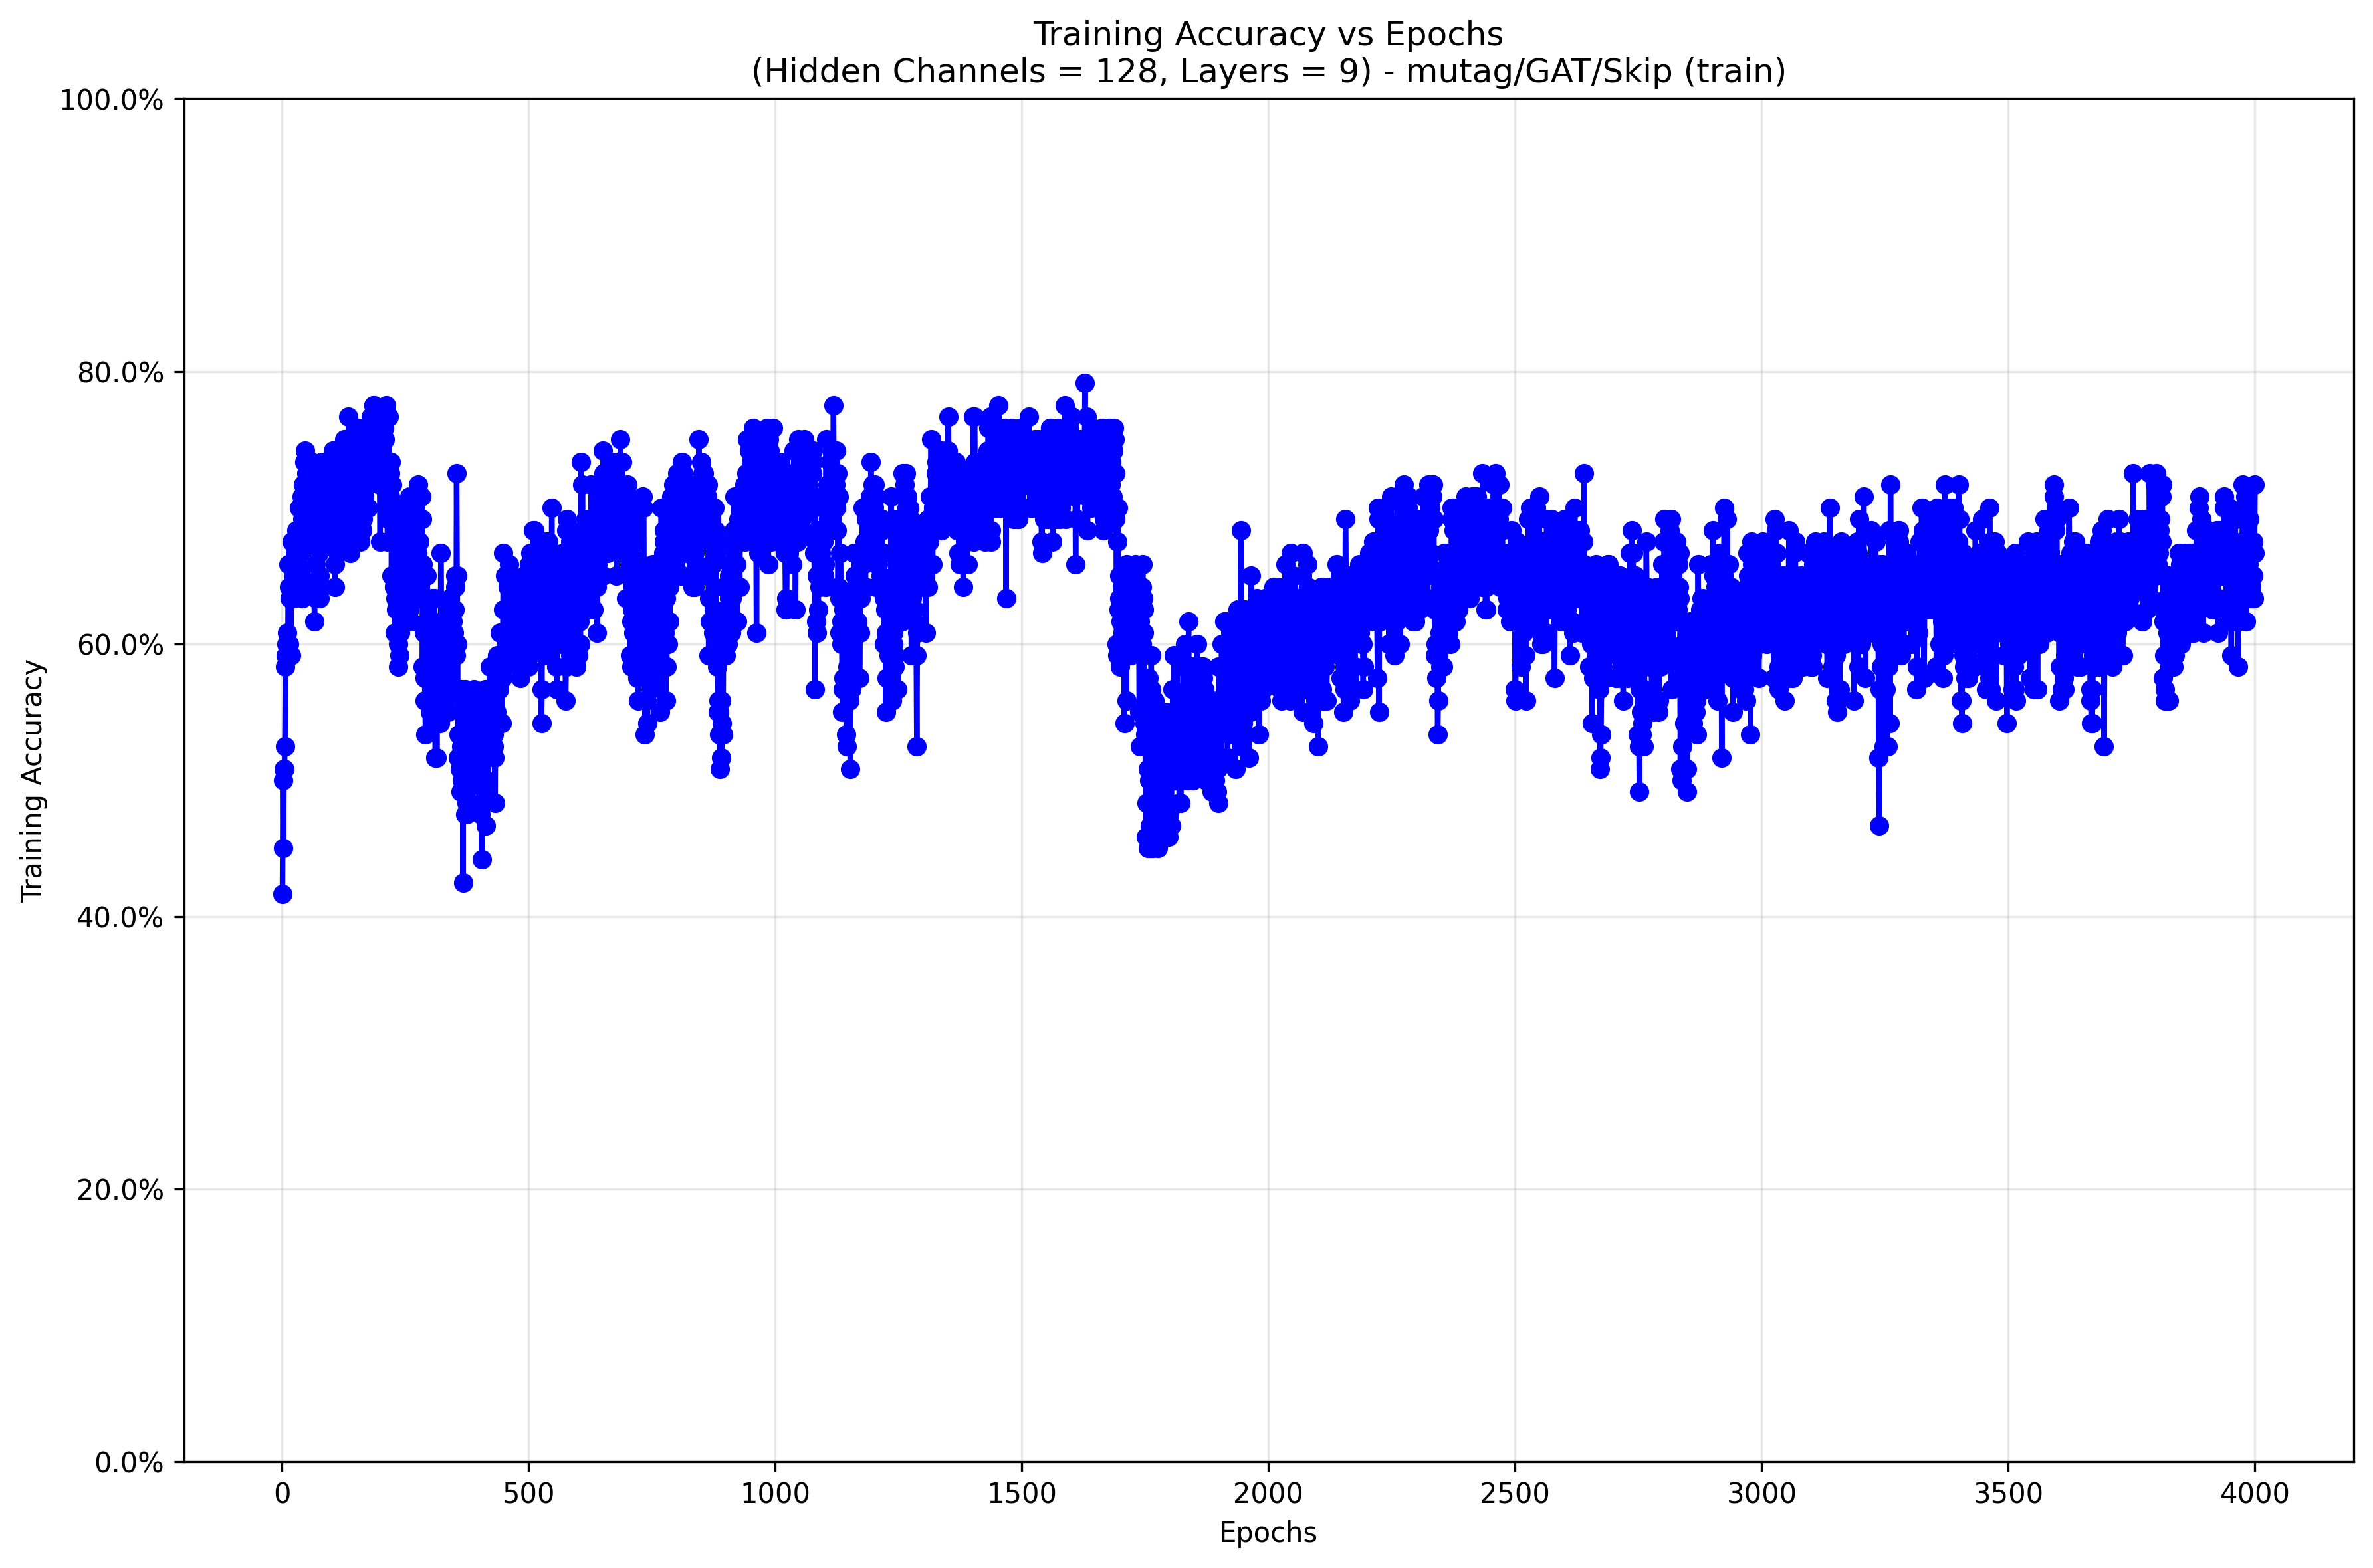 Training Accuracy vs Epochs
(Hidden Channels = 128, Layers = 9) - mutag/GAT/Skip (train)
100.0%
80.0%
60.0%
40.0%
20.0%
0.0%
Training Accuracy
0 500 1000 1500 2000 2500 3000 3500 4000
Epochs